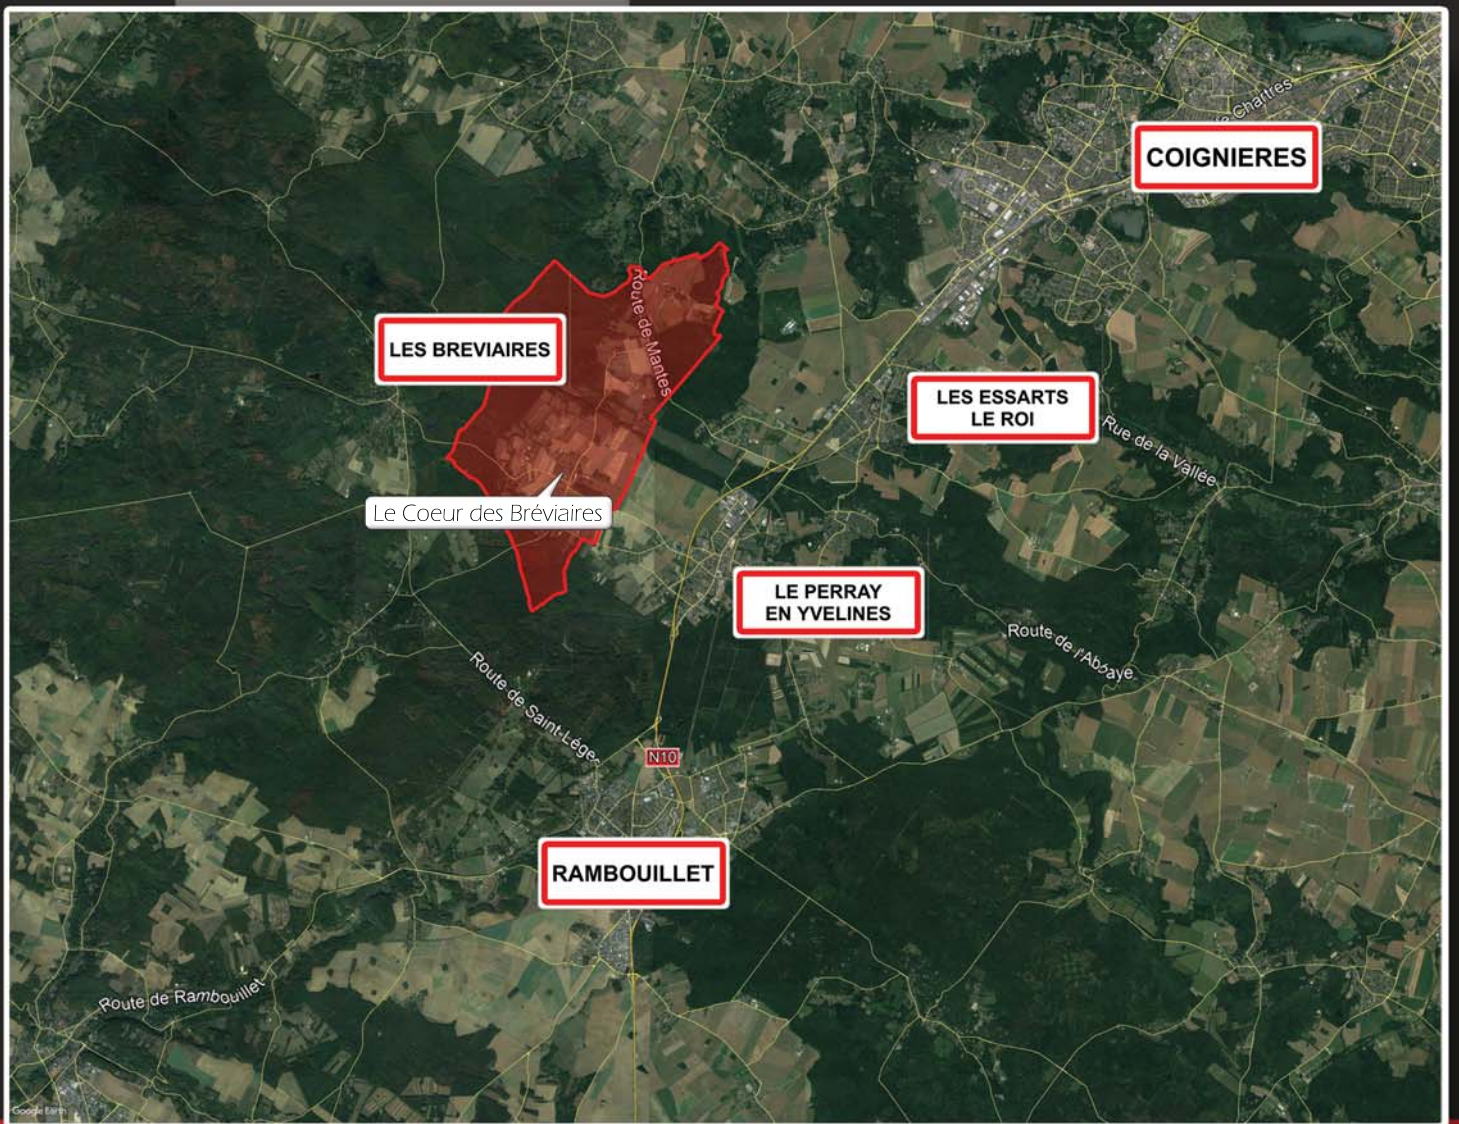 de Chartres
COIGNIERES
Route de Mantes
LES BREVIAIRES
LES ESSARTS
LE ROI
Rue de la Vallée
Le Coeur des Bréviaires
LE PERRAY
EN YVELINES
Route de l'Abbaye
Route de Saint-Léger
N10
RAMBOUILLET
Route de Rambouillet
Google Earth